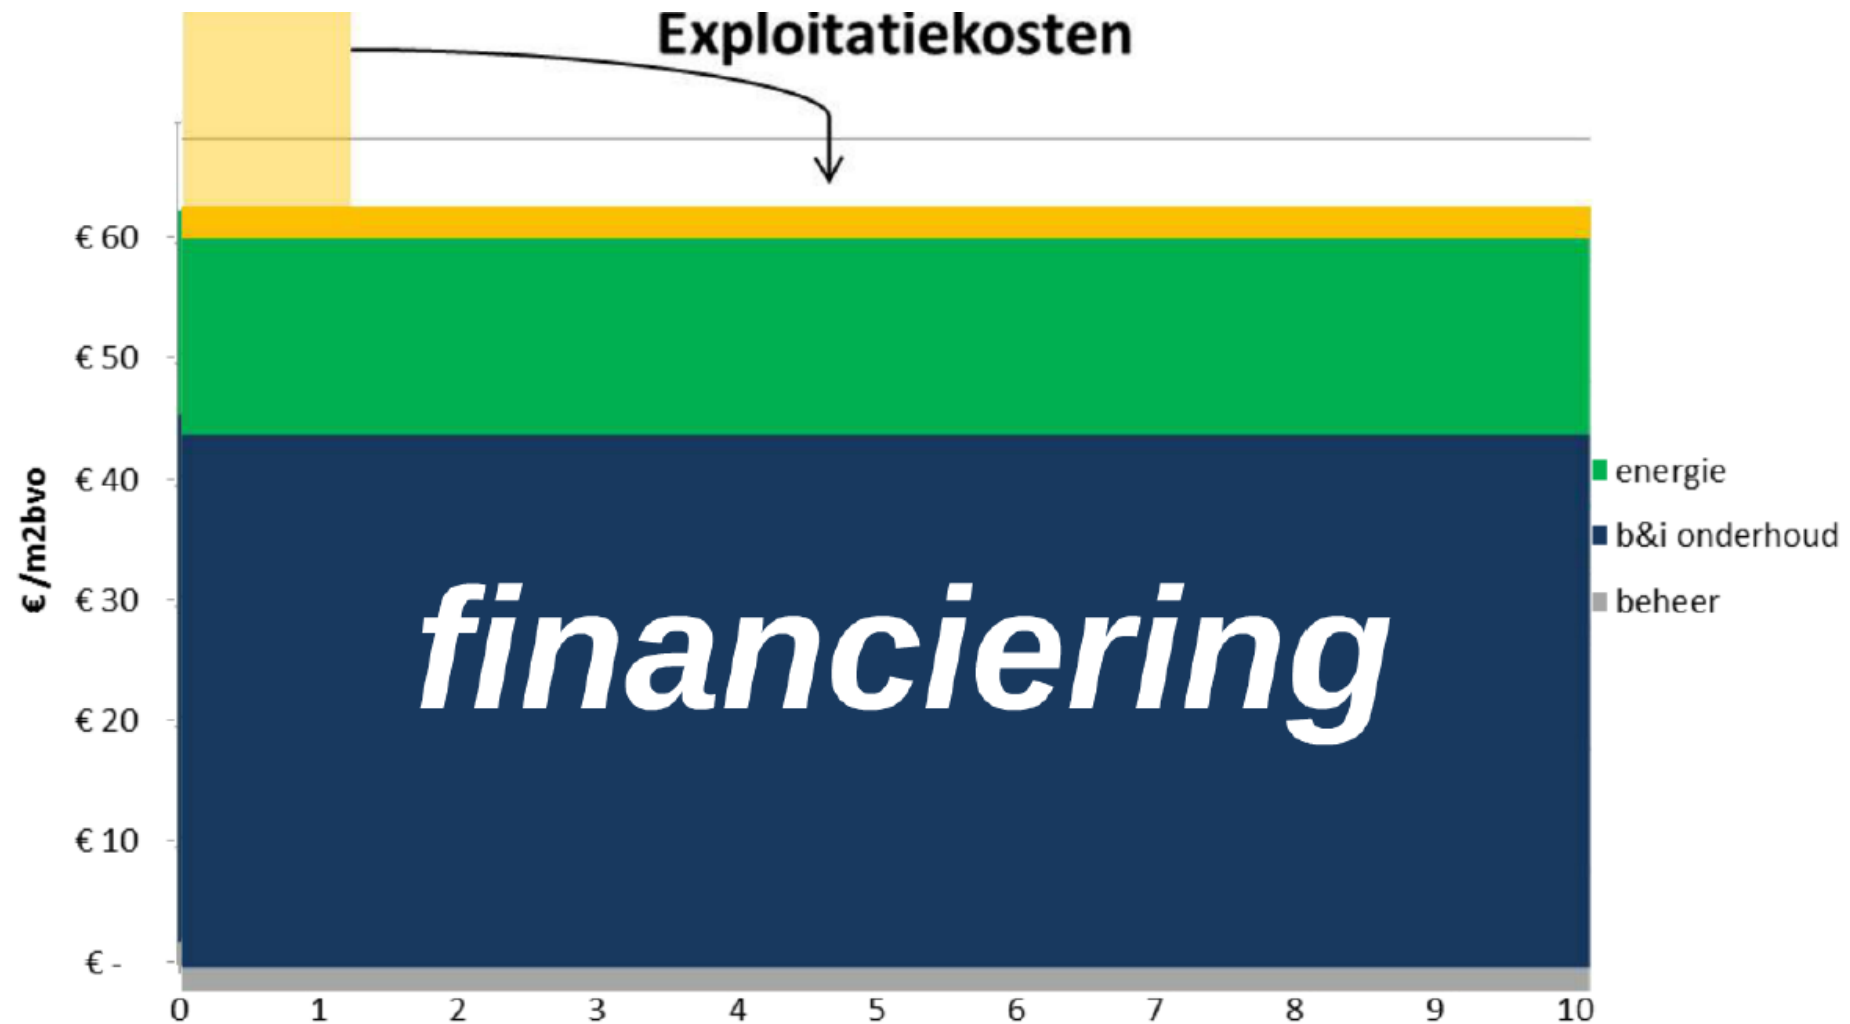 Exploitatiekosten
€ /m2bvo
€ 60
€ 50
€ 40
€ 30
€ 20
€ 10
€ -
financiering
energie
b&i onderhoud
beheer
0 1 2 3 4 5 6 7 8 9 10